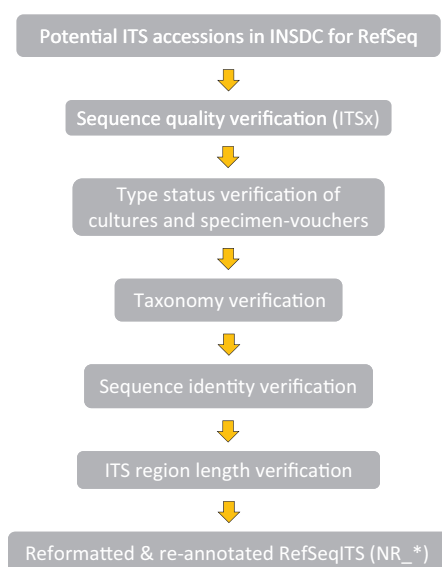 Potential ITS accessions in INSDC for RefSeq
Sequence quality verification (ITSx)
Type status verification of
cultures and specimen-vouchers
Taxonomy verification
Sequence identity verification
ITS region length verification
Reformatted & re-annotated RefSeqITS (NR_*)